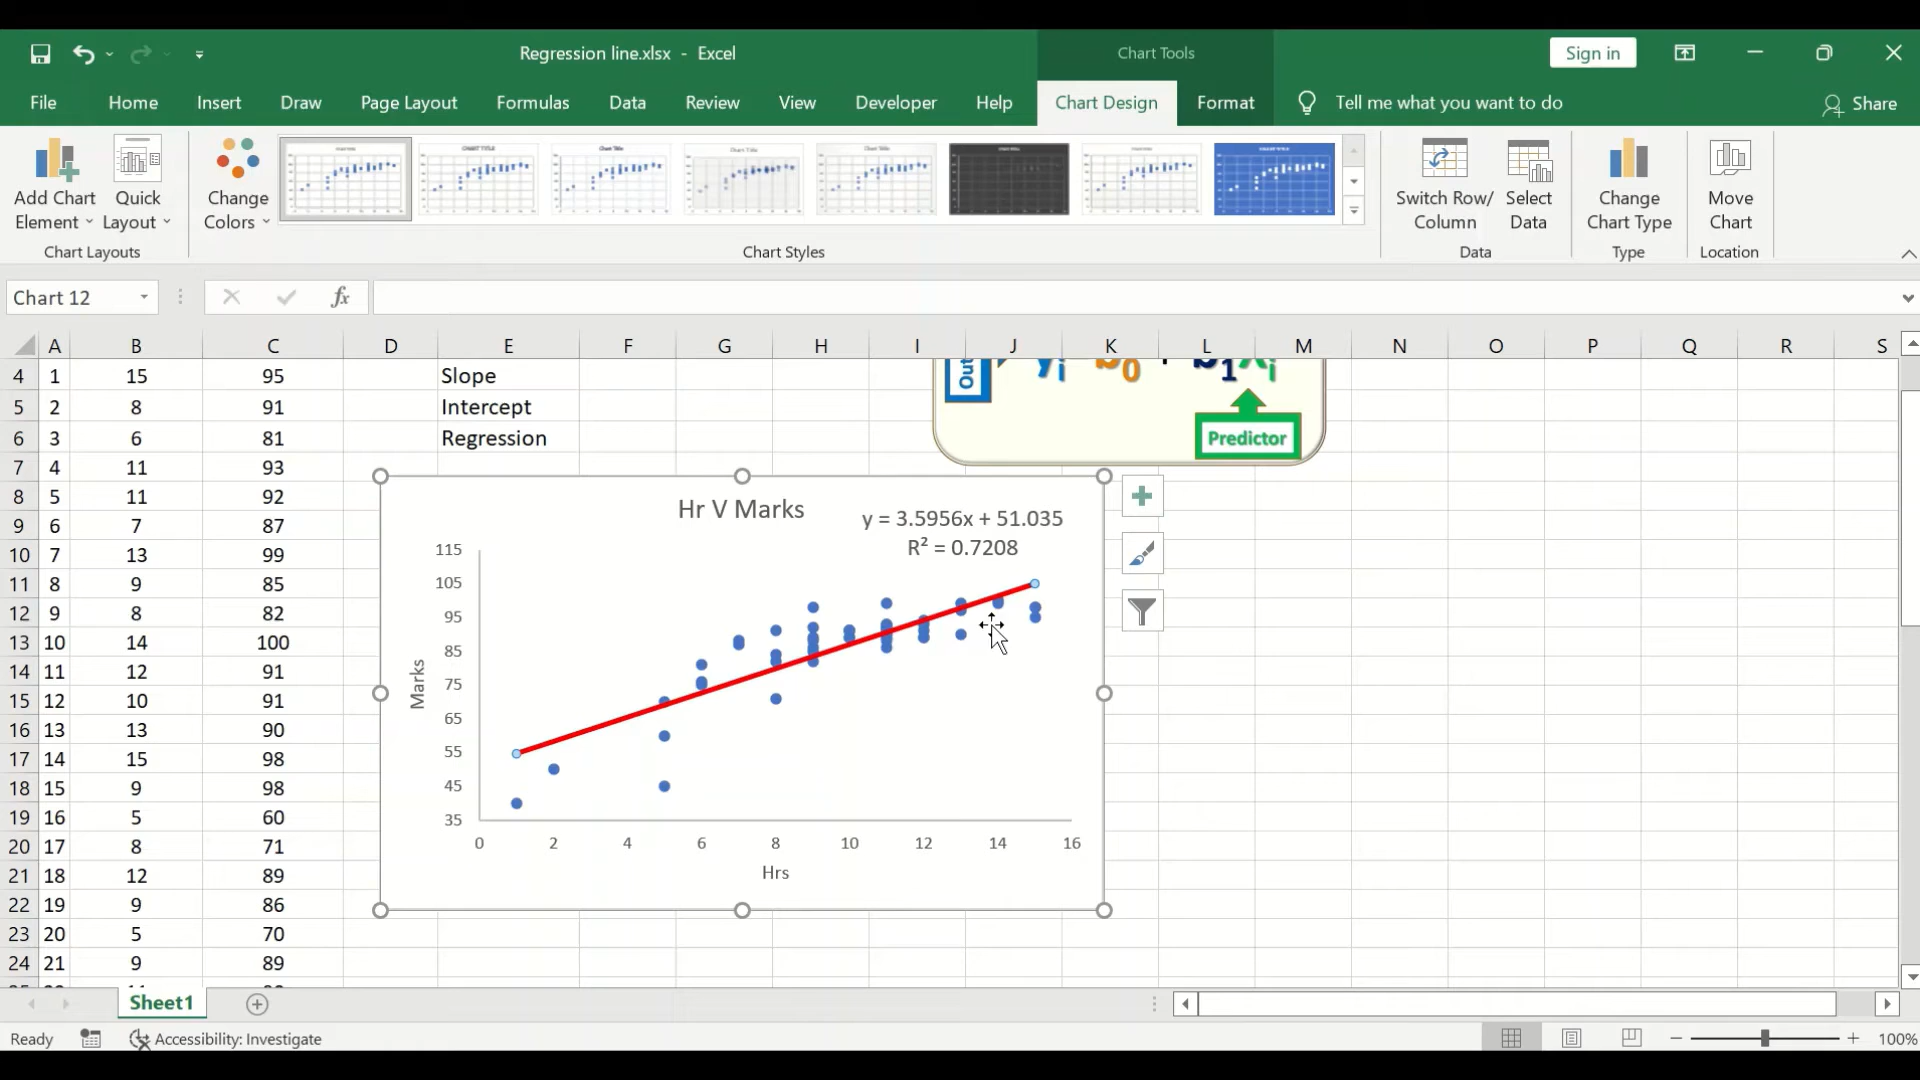 Regression line.xlsx - Excel
Chart Tools
Sign in
File Home Insert Draw Page Layout Formulas Data Review View Developer Help Chart Design Format Tell me what you want to do Share
Add Chart Element
Quick Layout
Change Colors
Switch Row/ Column
Select Data
Change Chart Type
Move Chart
Chart Layouts
Chart Styles
Data
Type
Location
Chart 12
fx
A B C D E F G H I J K L M N O P Q R S
4 1 15 95 Slope
5 2 8 91 Intercept
6 3 6 81 Regression
7 4 11 93
8 5 11 92
9 6 7 87
10 7 13 99
11 8 9 85
12 9 8 82
13 10 14 100
14 11 12 91
15 12 10 91
16 13 13 90
17 14 15 98
18 15 9 98
19 16 5 60
20 17 8 71
21 18 12 89
22 19 9 86
23 20 5 70
24 21 9 89
Out
yi b0 + b1xi
Predictor
Hr V Marks
y = 3.5956x + 51.035
R² = 0.7208
115
105
95
85
75
65
55
45
35
Marks
0 2 4 6 8 10 12 14 16
Hrs
Sheet1
Ready
Accessibility: Investigate
100%